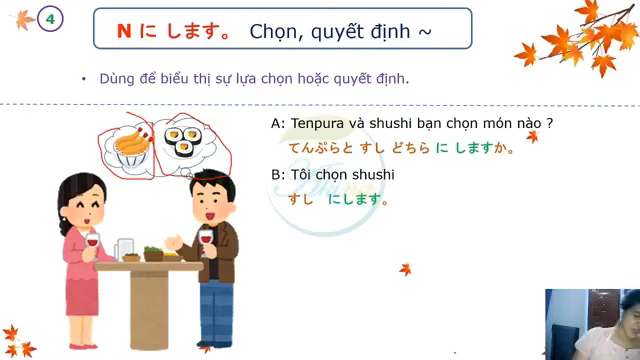 4
N に します。 Chọn, quyết định ~
• Dùng để biểu thị sự lựa chọn hoặc quyết định.
A: Tenpura và shushi bạn chọn món nào ?
てんぷらと すし どちら に しますか。
B: Tôi chọn shushi
すし にします。